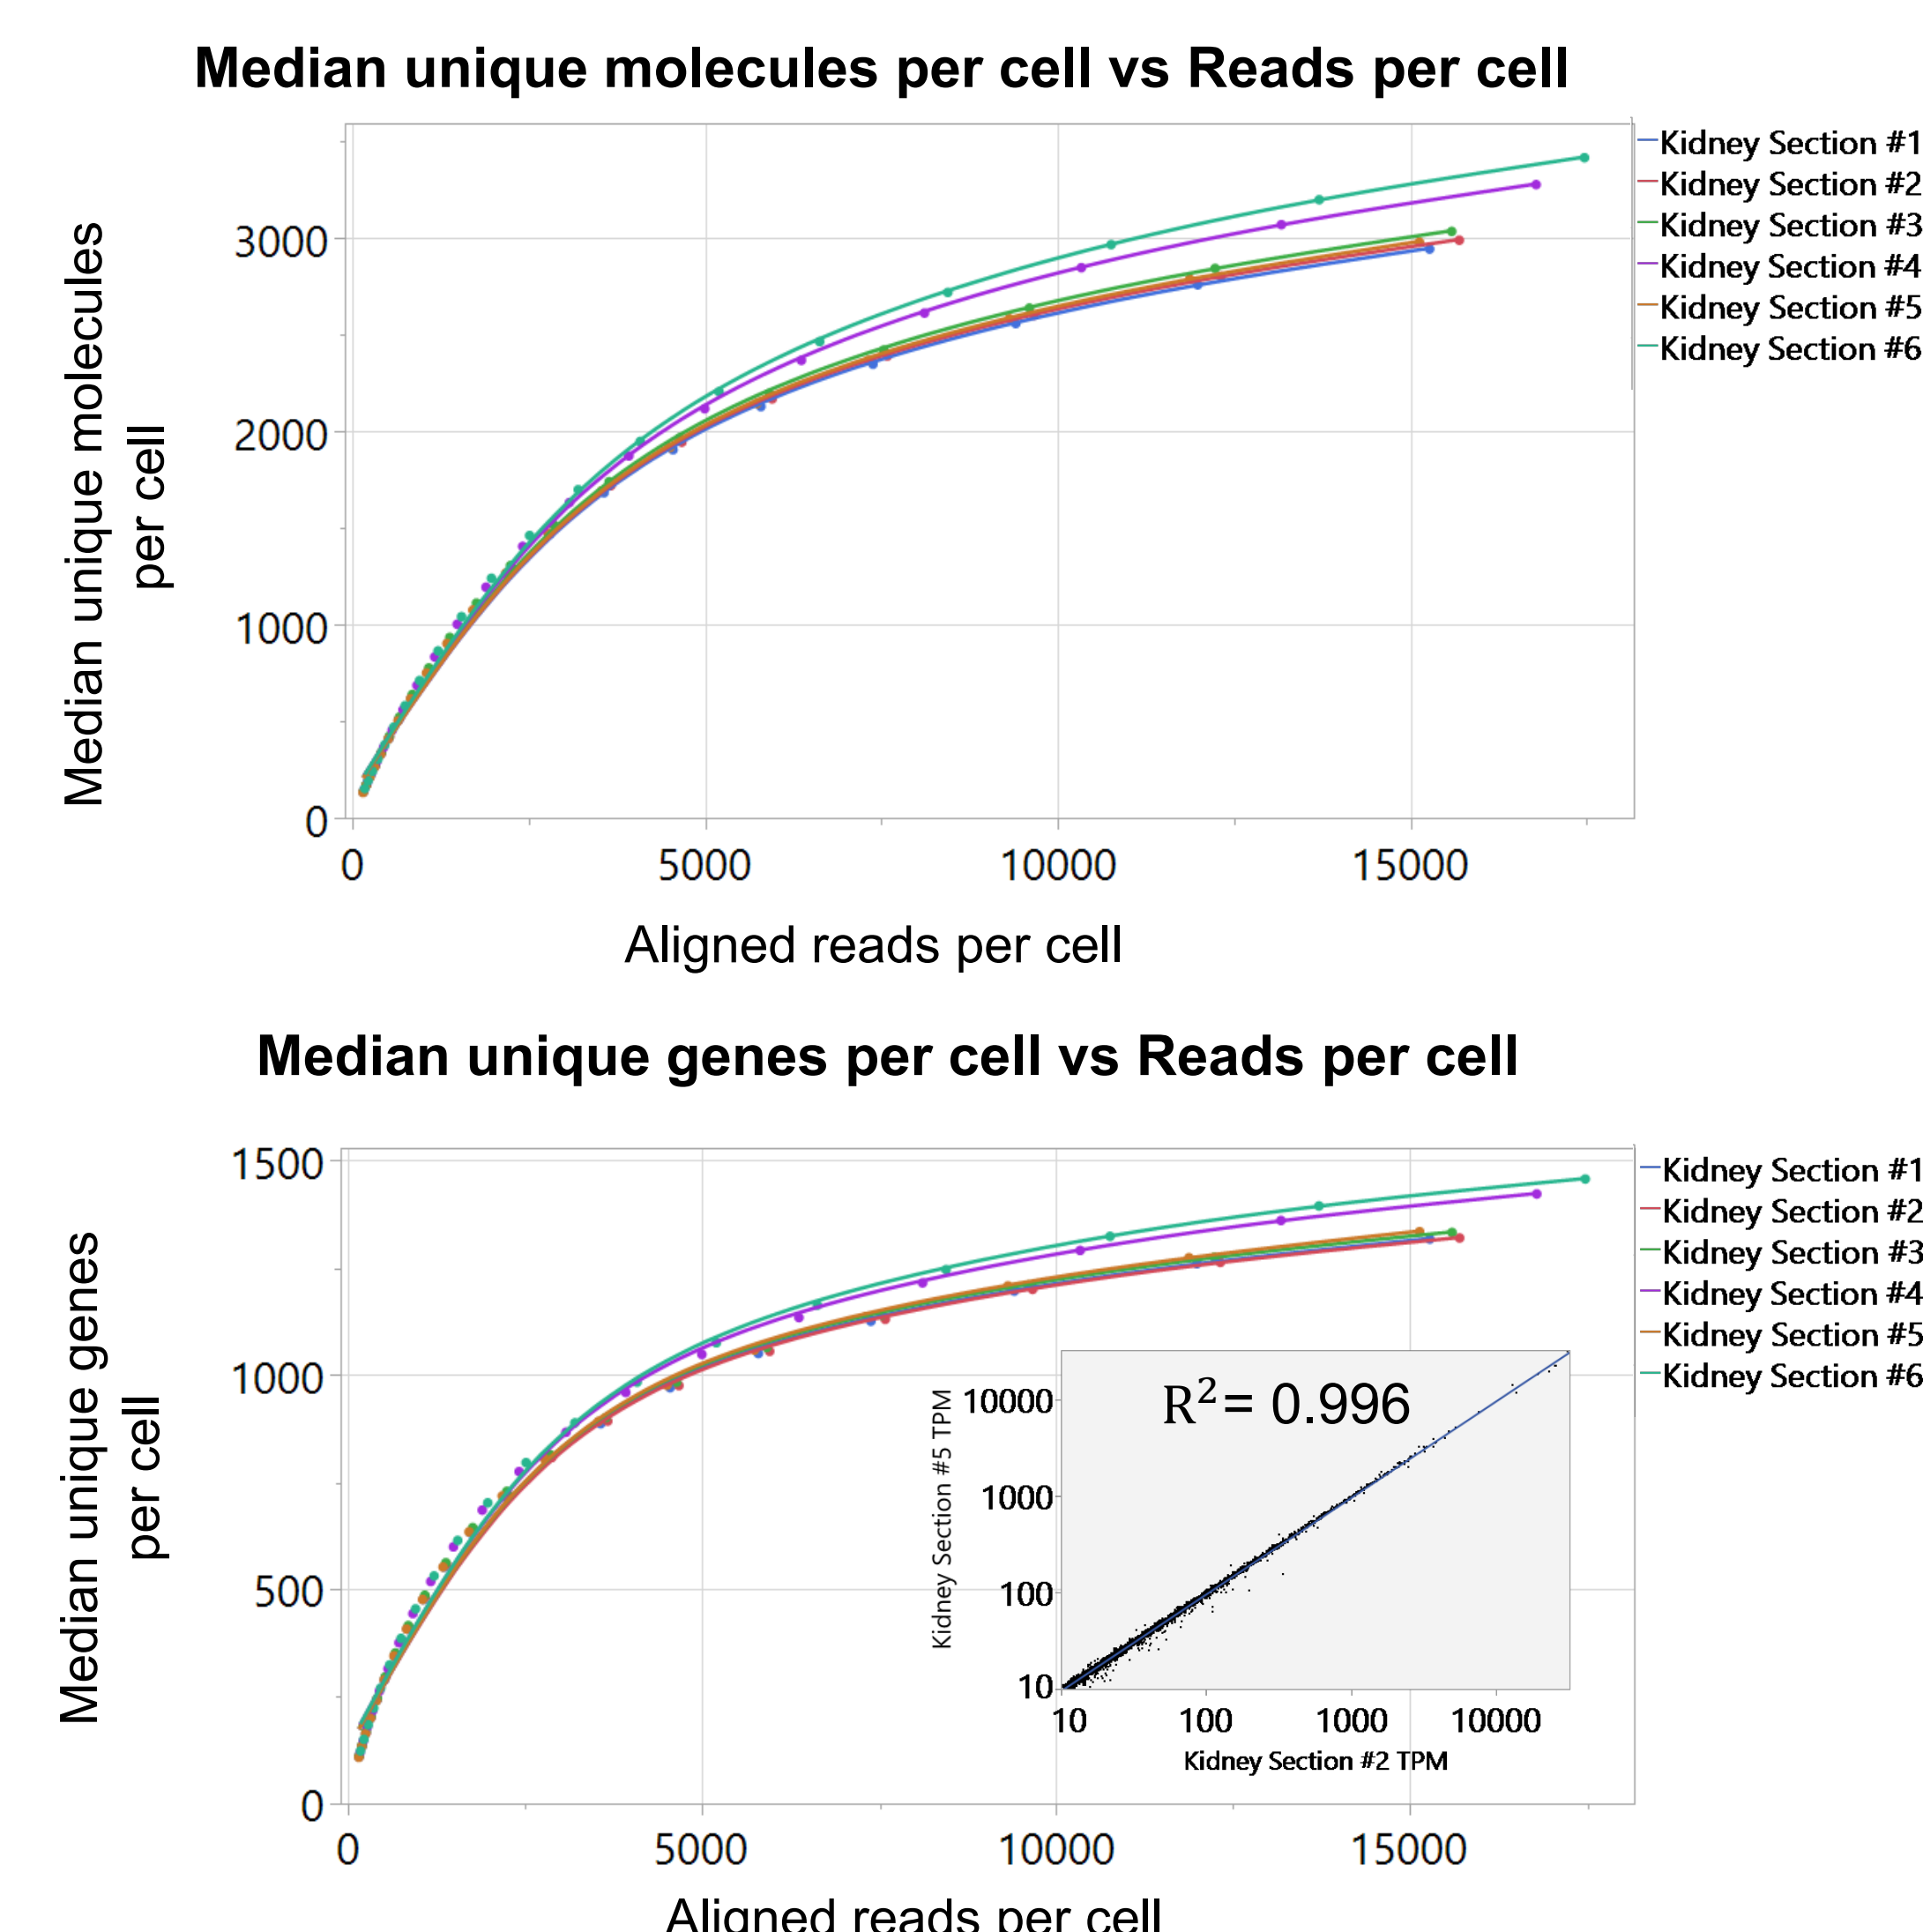 Median unique molecules per cell vs Reads per cell
Median unique molecules
per cell
3000
2000
1000
0
0 5000 10000 15000
Aligned reads per cell
Kidney Section #1
Kidney Section #2
Kidney Section #3
Kidney Section #4
Kidney Section #5
Kidney Section #6
Median unique genes per cell vs Reads per cell
Median unique genes
per cell
1500
1000
500
0
0 5000 10000 15000
Aligned reads per cell
Kidney Section #1
Kidney Section #2
Kidney Section #3
Kidney Section #4
Kidney Section #5
Kidney Section #6
R²= 0.996
Kidney Section #5 TPM
10000
1000
100
10
10 100 1000 10000
Kidney Section #2 TPM